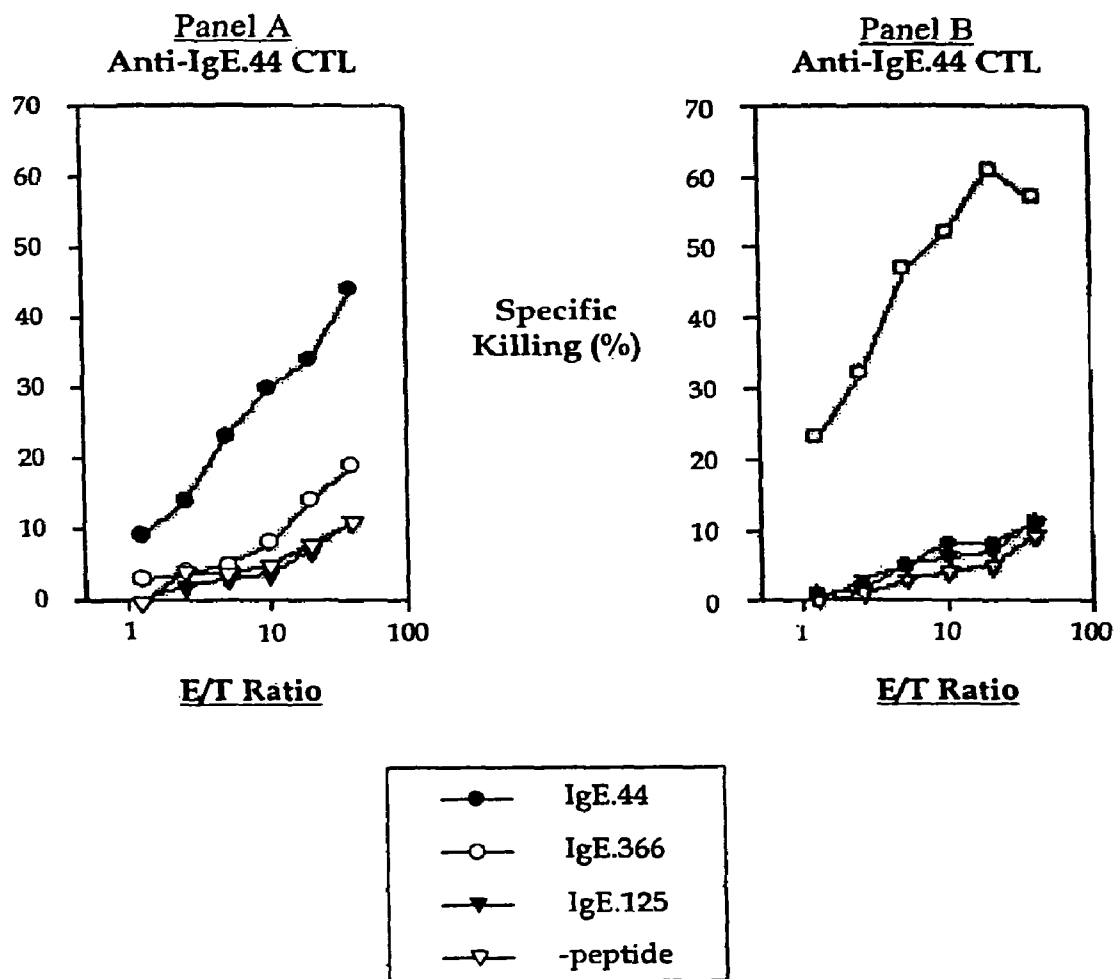 Panel A
Anti-IgE.44 CTL
70
60
50
40
30
20
10
0
1 10 100
E/T Ratio
Specific
Killing (%)
Panel B
Anti-IgE.44 CTL
70
60
50
40
30
20
10
0
1 10 100
E/T Ratio
IgE.44
IgE.366
IgE.125
-peptide